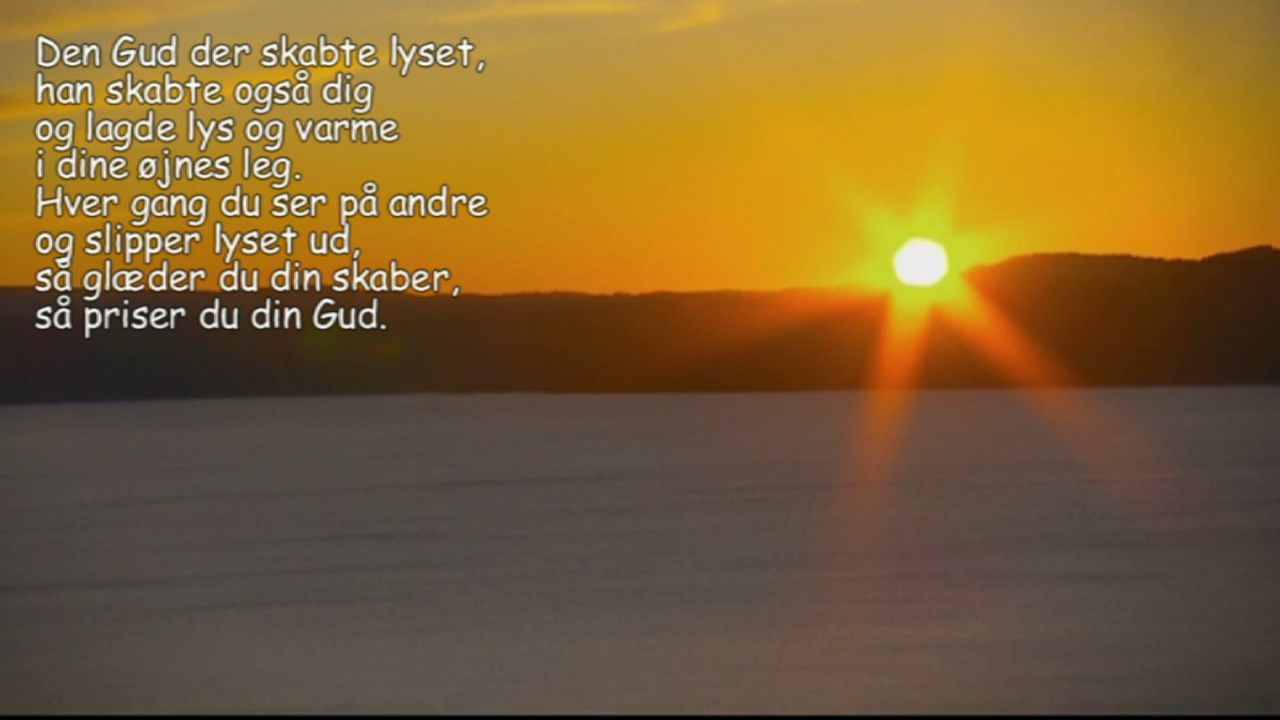 Den Gud der skabte lyset,
han skabte også dig
og lagde lys og varme
i dine øjnes leg.
Hver gang du ser på andre
og slipper lyset ud,
så glæder du din skaber,
så priser du din Gud.